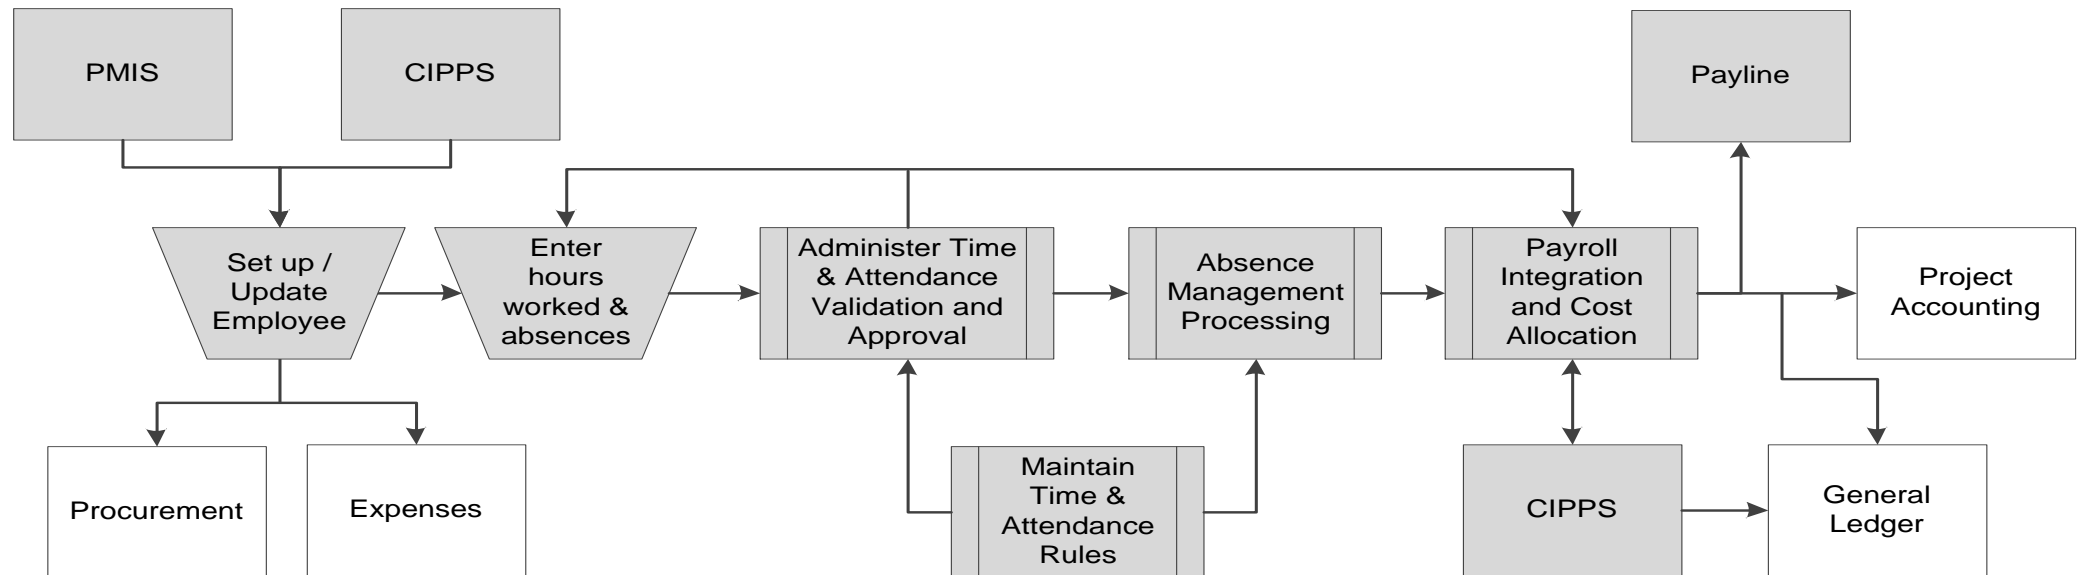 PMIS
CIPPS
Payline
Set up /
Update
Employee
Enter
hours
worked &
absences
Administer Time
& Attendance
Validation and
Approval
Absence
Management
Processing
Payroll
Integration
and Cost
Allocation
Project
Accounting
Procurement
Expenses
Maintain
Time &
Attendance
Rules
CIPPS
General
Ledger